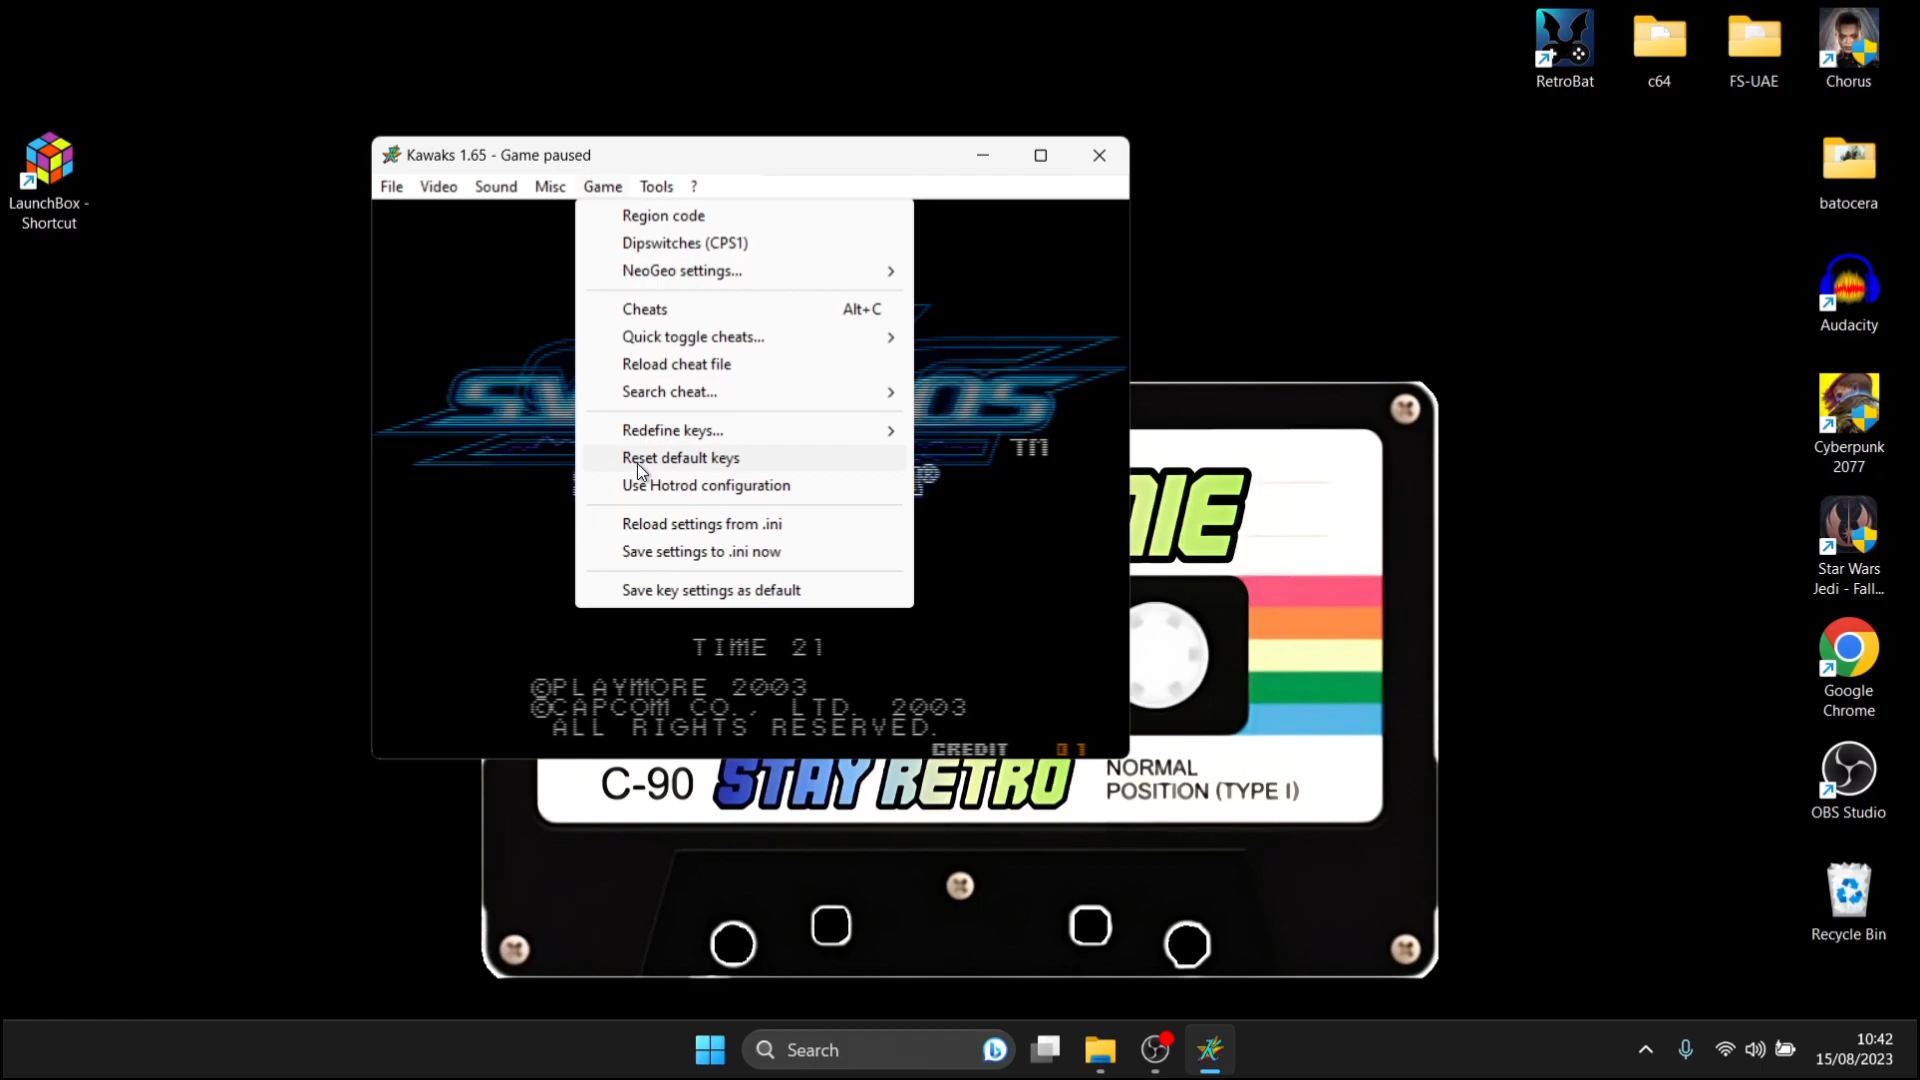 RetroBat
c64
FS-UAE
Chorus
LaunchBox -
Shortcut
Kawaks 1.65 - Game paused
File Video Sound Misc Game Tools ?
Region code
Dipswitches (CPS1)
NeoGeo settings...
Cheats Alt+C
Quick toggle cheats...
Reload cheat file
Search cheat...
Redefine keys...
Reset default keys
Use Hotrod configuration
Reload settings from .ini
Save settings to .ini now
Save key settings as default
TM
TIME 21
©PLAYMORE 2003
©CAPCOM CO., LTD. 2003
ALL RIGHTS RESERVED.
CREDIT 01
C-90 STAY RETRO NORMAL
POSITION (TYPE I)
batocera
Audacity
Cyberpunk
2077
Star Wars
Jedi - Fall...
Google
Chrome
OBS Studio
Recycle Bin
Search
10:42
15/08/2023